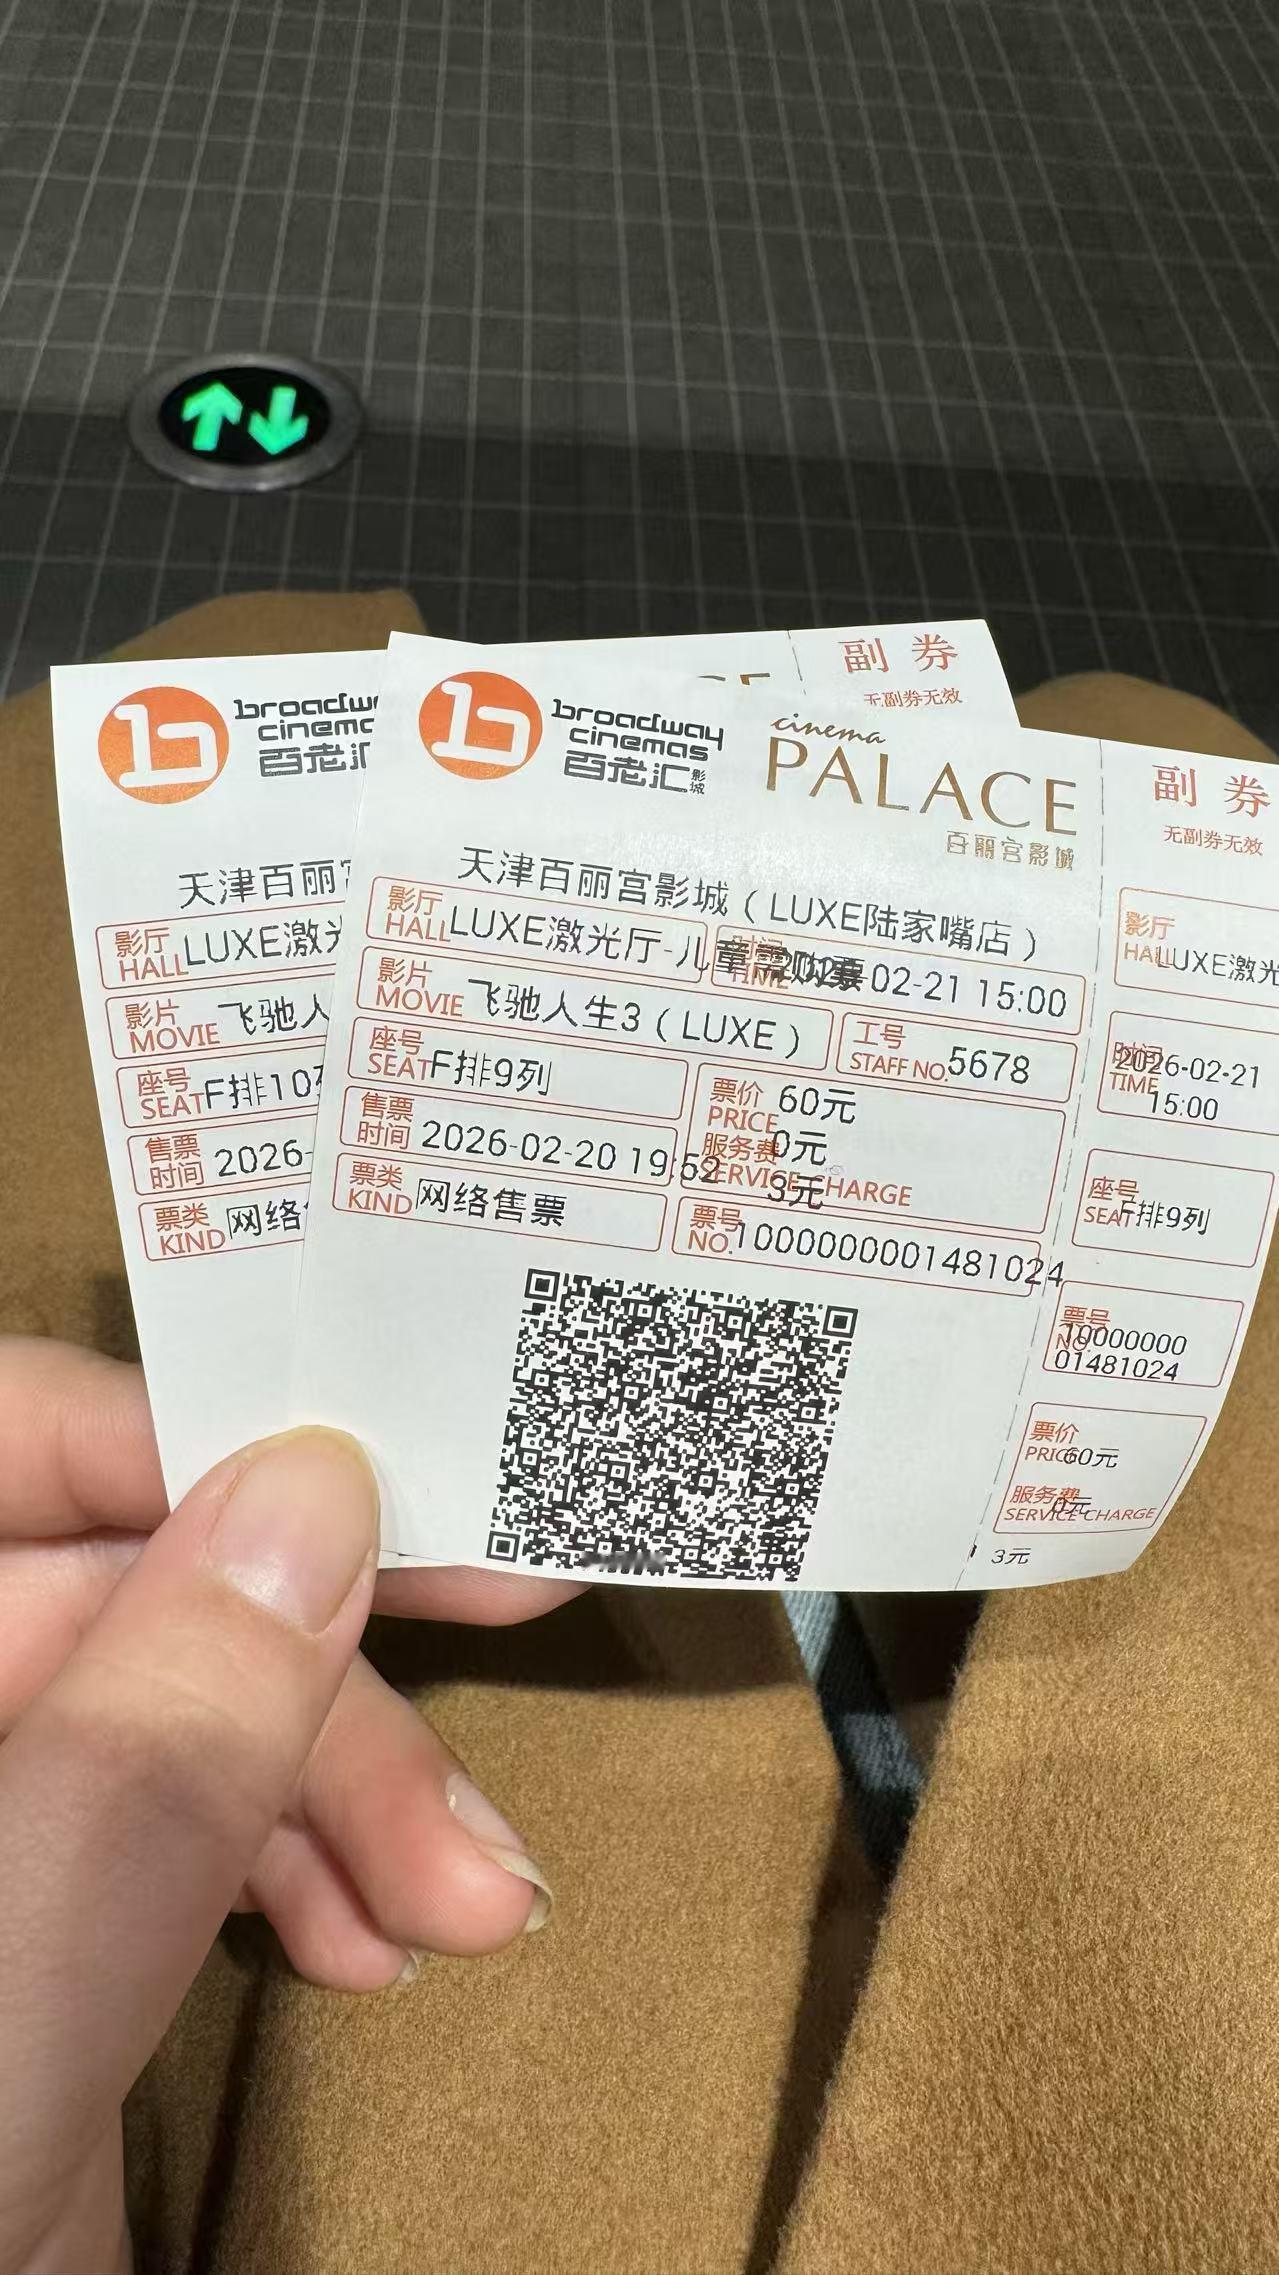 broadway
cinemas
百老汇
天津百丽
影厅
HALL LUXE激光
影片
MOVIE 飞驰人
座号
SEAT F排10
售票
时间 2026-
票类
KIND 网络
副 券
无副券无效
broadway
cinemas
百老汇影城
cinema
PALACE
百丽宫影城
天津百丽宫影城（LUXE陆家嘴店）
影厅
HALL LUXE激光厅-儿童需购票
时间
TIME 02-21 15:00
影片
MOVIE 飞驰人生3（LUXE）
工号
STAFF NO. 5678
座号
SEAT F排9列
票价
PRICE 60元
服务费 0元
SERVICE CHARGE 3元
售票
时间 2026-02-20 19:52
票类
KIND 网络售票
票号
NO. 1000000001481024
副 券
无副券无效
影厅
HALL LUXE激光
时间
TIME 2026-02-21
15:00
座号
SEAT F排9列
票号
NO. 10000000
01481024
票价
PRICE 60元
服务费 0元
SERVICE CHARGE
3元